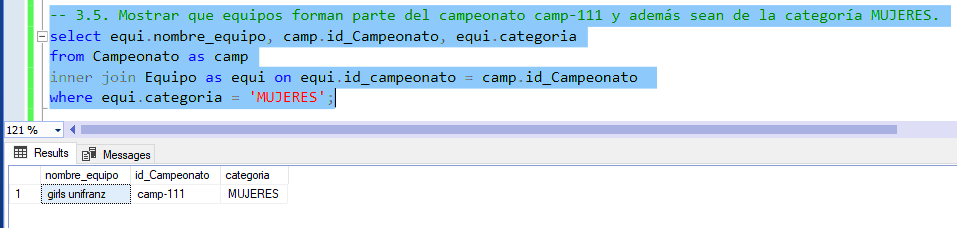 -- 3.5. Mostrar que equipos forman parte del campeonato camp-111 y además sean de la categoría MUJERES.
select equi.nombre_equipo, camp.id_Campeonato, equi.categoria
from Campeonato as camp
inner join Equipo as equi on equi.id_campeonato = camp.id_Campeonato
where equi.categoria = 'MUJERES';
121 %
Results Messages
nombre_equipo id_Campeonato categoria
1 girls unifranz camp-111 MUJERES